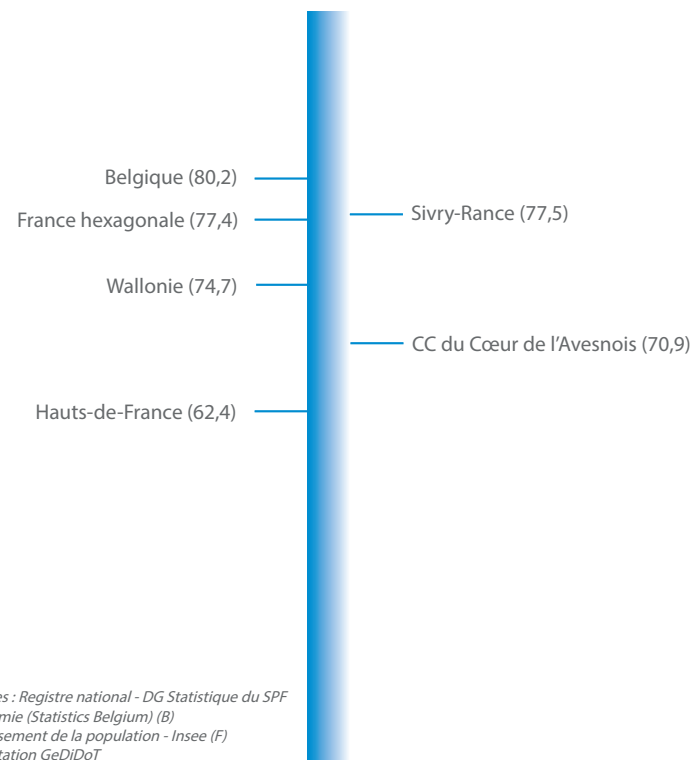 Belgique (80,2)
France hexagonale (77,4)
Sivry-Rance (77,5)
Wallonie (74,7)
CC du Cœur de l'Avesnois (70,9)
Hauts-de-France (62,4)
: Registre national - DG Statistique du SPF
(Statistics Belgium) (B)
de la population - Insee (F)
GeDiDoT